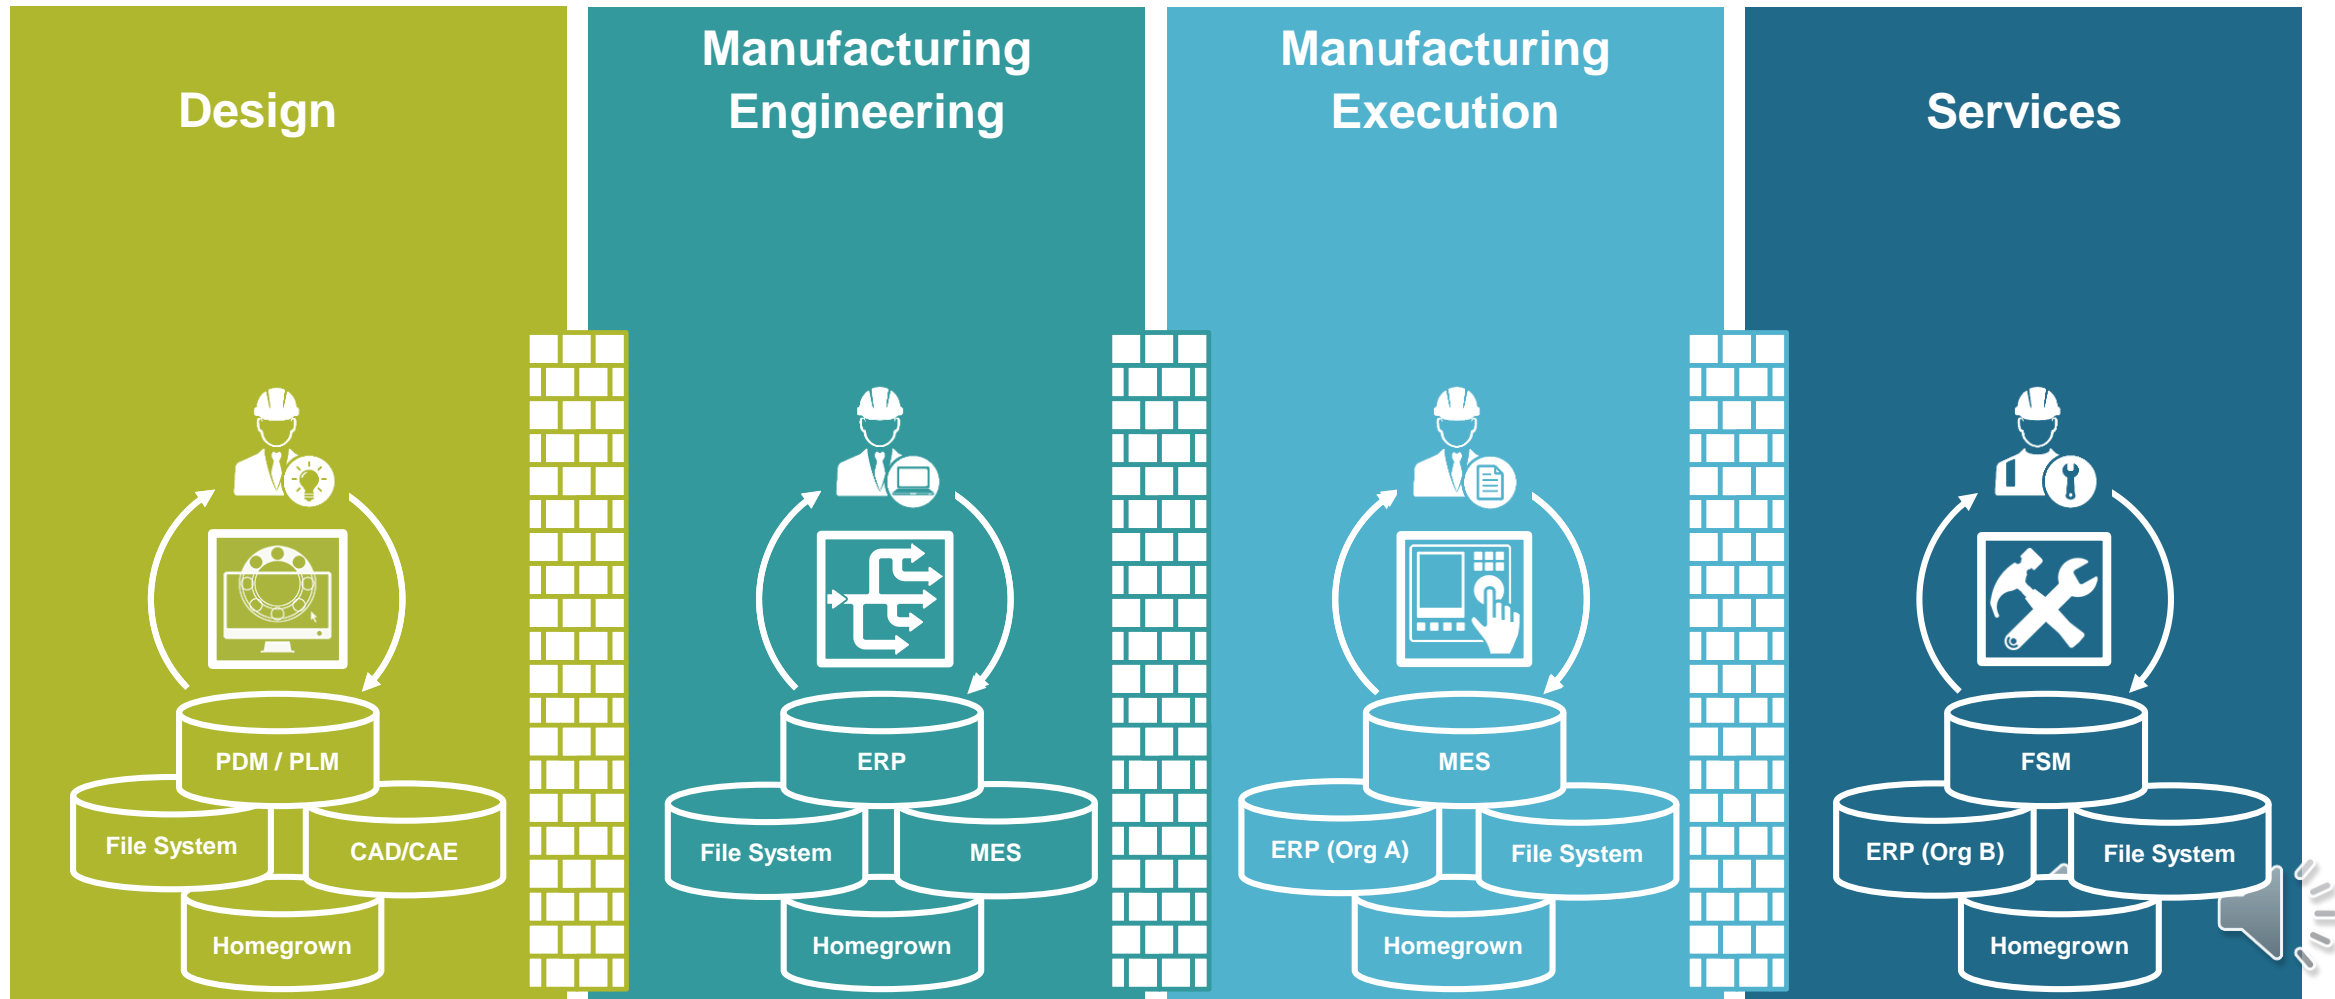 Design
Manufacturing
Engineering
Manufacturing
Execution
Services
PDM / PLM
File System
CAD/CAE
Homegrown
ERP
File System
MES
Homegrown
MES
ERP (Org A)
File System
Homegrown
FSM
ERP (Org B)
File System
Homegrown